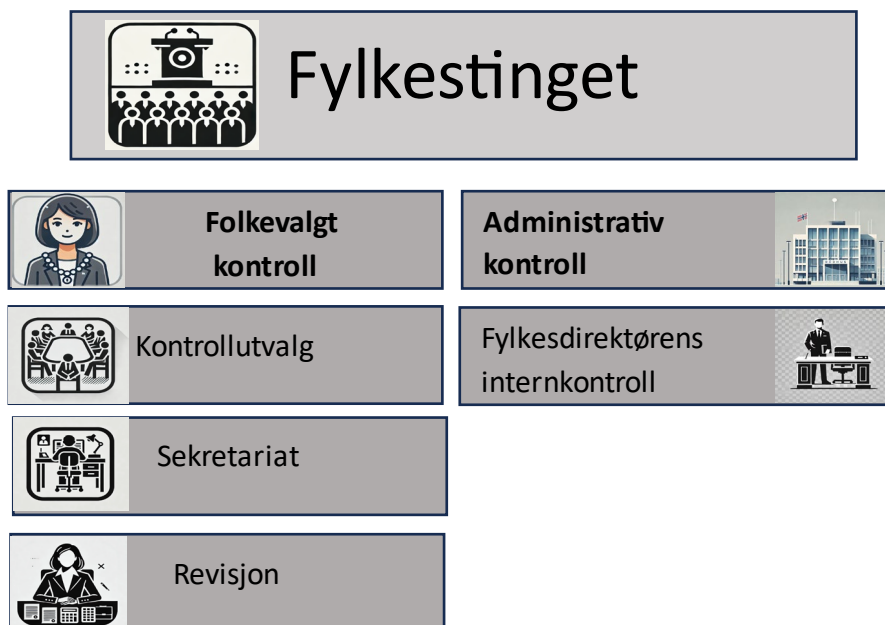 Fylkestinget
Folkevalgt
kontroll
Administrativ
kontroll
Kontrollutvalg
Fylkesdirektørens
internkontroll
Sekretariat
Revisjon